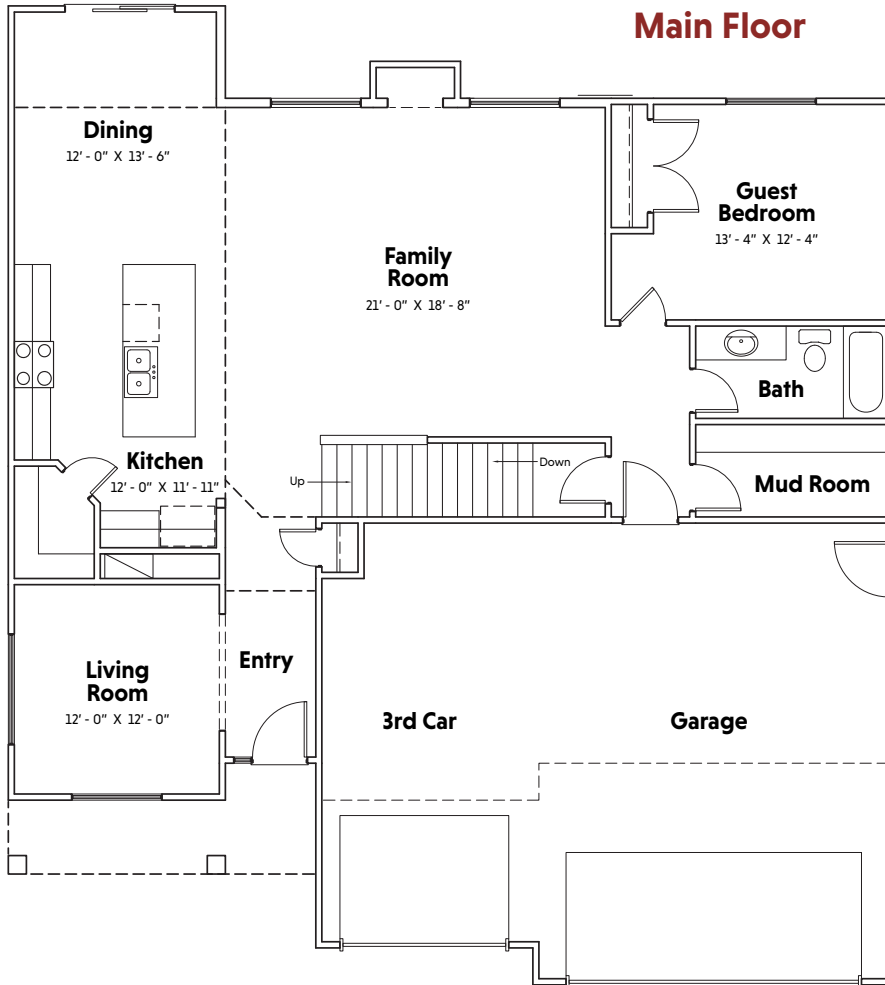 Main Floor
Dining
12' - 0" X 13' - 6"
Guest
Bedroom
13' - 4" X 12' - 4"
Family
Room
21' - 0" X 18' - 8"
Bath
Kitchen
12' - 0" X 11' - 11"
Up
Down
Mud Room
Living
Room
12' - 0" X 12' - 0"
Entry
3rd Car
Garage